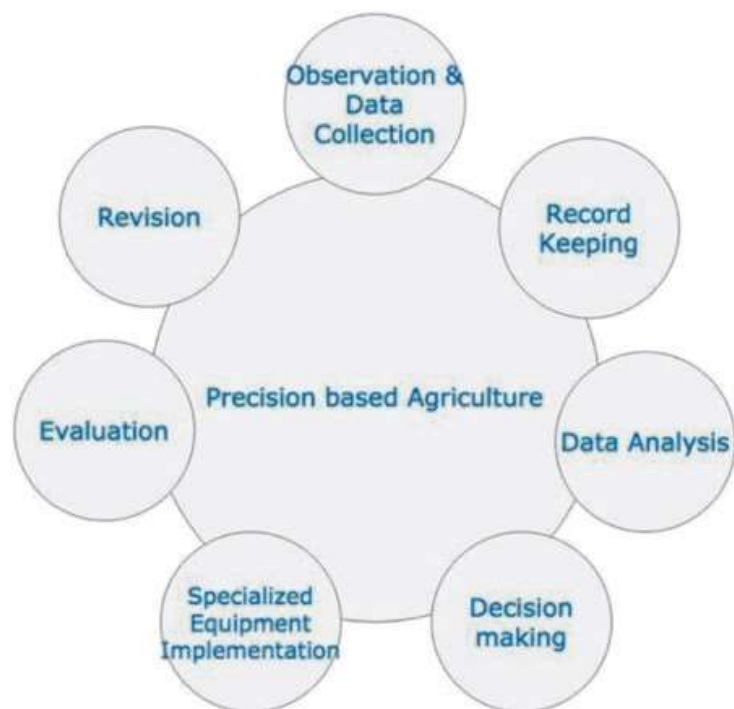 Observation &
Data
Collection
Record
Keeping
Data Analysis
Decision
making
Specialized
Equipment
Implementation
Evaluation
Revision
Precision based Agriculture